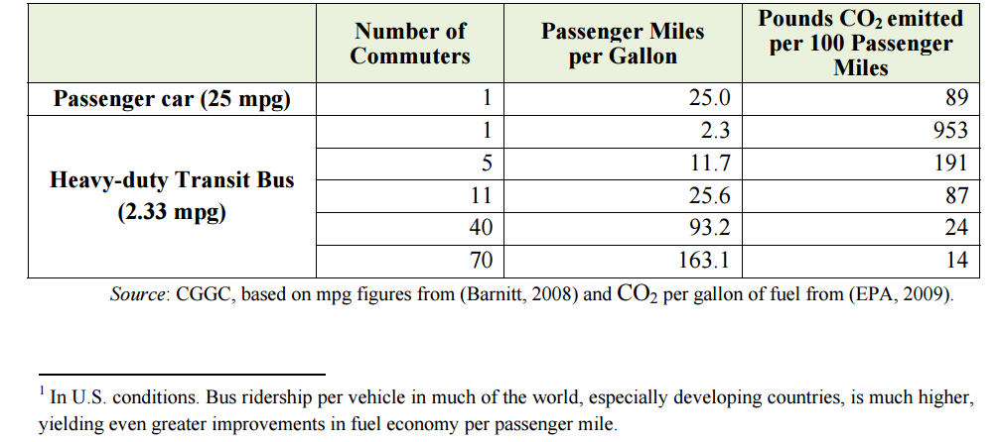 Number of Commuters Passenger Miles per Gallon Pounds CO2 emitted per 100 Passenger Miles
Passenger car (25 mpg) 1 25.0 89
Heavy-duty Transit Bus (2.33 mpg) 1 2.3 953
5 11.7 191
11 25.6 87
40 93.2 24
70 163.1 14
Source: CGGC, based on mpg figures from (Barnitt, 2008) and CO2 per gallon of fuel from (EPA, 2009).
1 In U.S. conditions. Bus ridership per vehicle in much of the world, especially developing countries, is much higher,
yielding even greater improvements in fuel economy per passenger mile.